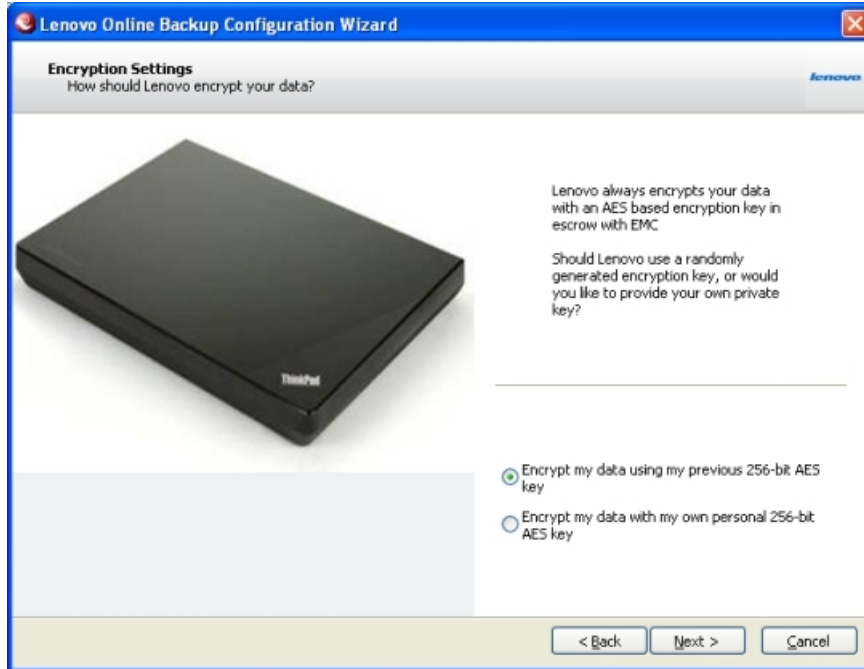 Lenovo Online Backup Configuration Wizard
Encryption Settings
How should Lenovo encrypt your data?
lenovo
Lenovo always encrypts your data
with an AES based encryption key in
escrow with EMC
Should Lenovo use a randomly
generated encryption key, or would
you like to provide your own private
key?
ThinkPad
Encrypt my data using my previous 256-bit AES
key
Encrypt my data with my own personal 256-bit
AES key
< Back
Next >
Cancel